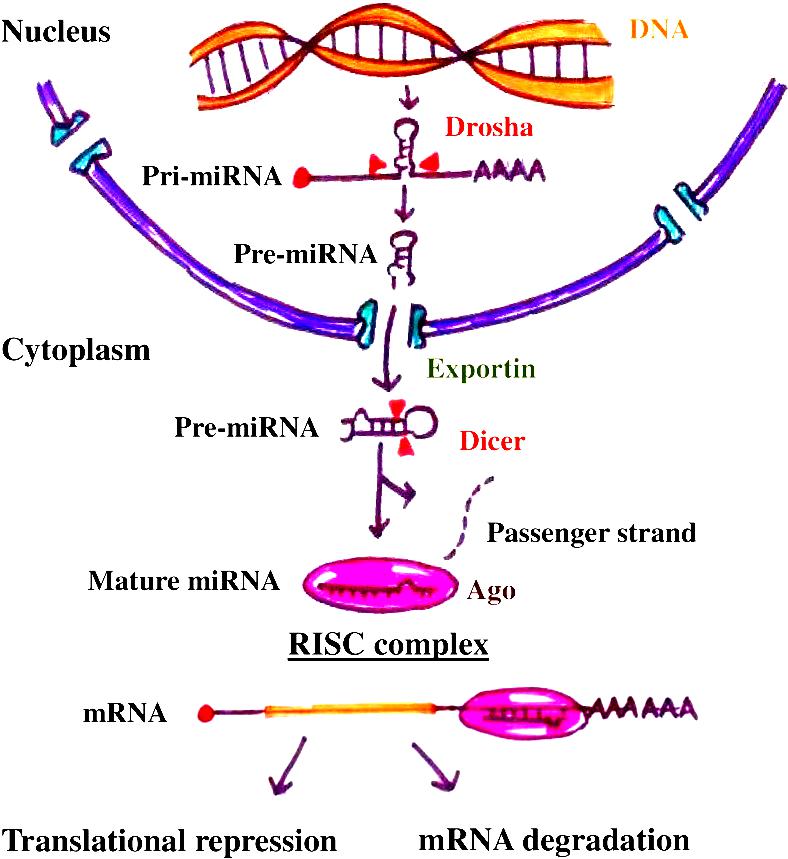 Nucleus
DNA
Drosha
Pri-miRNA
AAAA
Pre-miRNA
Cytoplasm
Exportin
Pre-miRNA
Dicer
Passenger strand
Mature miRNA
Ago
RISC complex
mRNA
AAAAAA
Translational repression
mRNA degradation